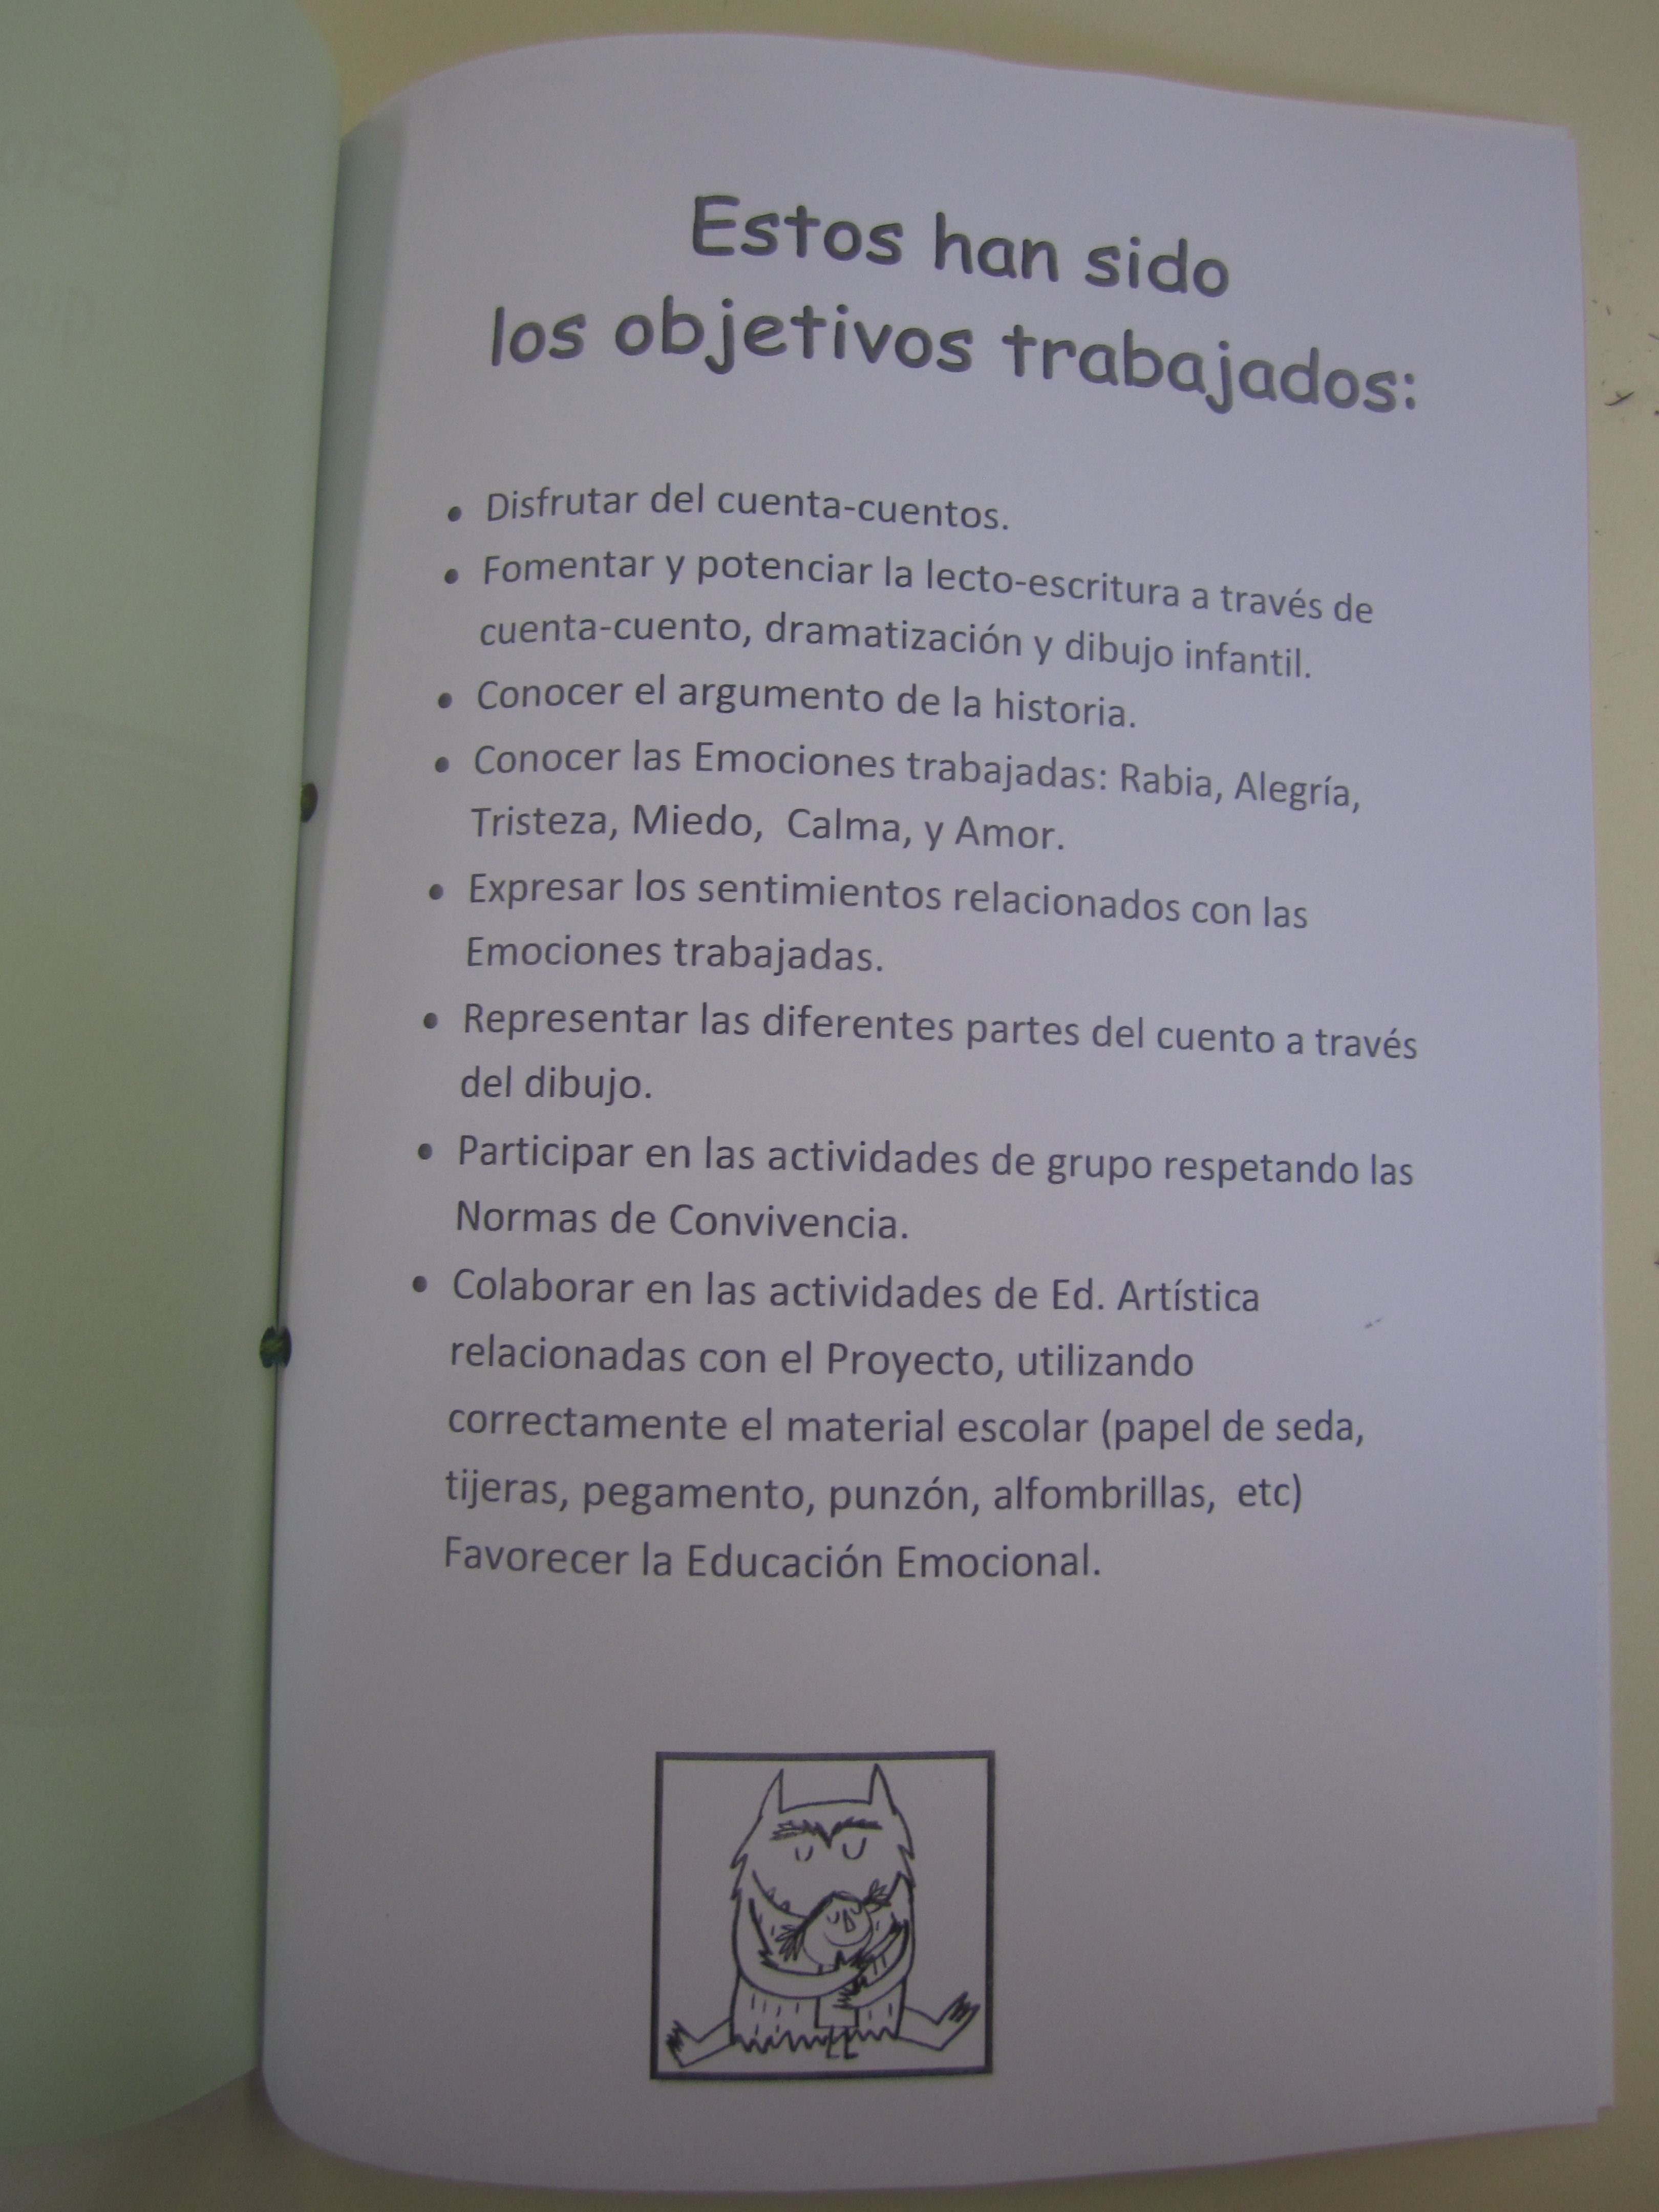 Estos han sido
los objetivos trabajados:
• Disfrutar del cuenta-cuentos.
• Fomentar y potenciar la lecto-escritura a través de
cuenta-cuento, dramatización y dibujo infantil.
• Conocer el argumento de la historia.
• Conocer las Emociones trabajadas: Rabia, Alegría,
Tristeza, Miedo, Calma, y Amor.
• Expresar los sentimientos relacionados con las
Emociones trabajadas.
• Representar las diferentes partes del cuento a través
del dibujo.
• Participar en las actividades de grupo respetando las
Normas de Convivencia.
• Colaborar en las actividades de Ed. Artística
relacionadas con el Proyecto, utilizando
correctamente el material escolar (papel de seda,
tijeras, pegamento, punzón, alfombrillas, etc)
Favorecer la Educación Emocional.